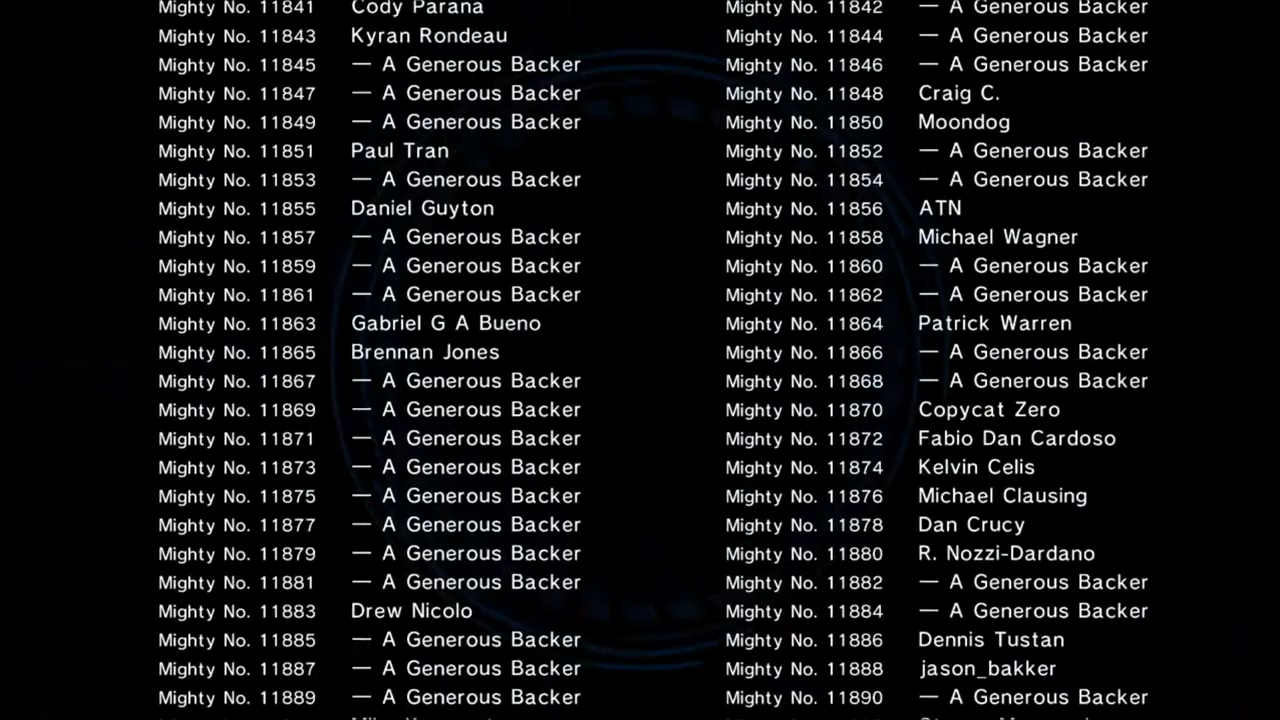 Mighty No. 11841 Cody Parana Mighty No. 11842 — A Generous Backer
Mighty No. 11843 Kyran Rondeau Mighty No. 11844 — A Generous Backer
Mighty No. 11845 — A Generous Backer Mighty No. 11846 — A Generous Backer
Mighty No. 11847 — A Generous Backer Mighty No. 11848 Craig C.
Mighty No. 11849 — A Generous Backer Mighty No. 11850 Moondog
Mighty No. 11851 Paul Tran Mighty No. 11852 — A Generous Backer
Mighty No. 11853 — A Generous Backer Mighty No. 11854 — A Generous Backer
Mighty No. 11855 Daniel Guyton Mighty No. 11856 ATN
Mighty No. 11857 — A Generous Backer Mighty No. 11858 Michael Wagner
Mighty No. 11859 — A Generous Backer Mighty No. 11860 — A Generous Backer
Mighty No. 11861 — A Generous Backer Mighty No. 11862 — A Generous Backer
Mighty No. 11863 Gabriel G A Bueno Mighty No. 11864 Patrick Warren
Mighty No. 11865 Brennan Jones Mighty No. 11866 — A Generous Backer
Mighty No. 11867 — A Generous Backer Mighty No. 11868 — A Generous Backer
Mighty No. 11869 — A Generous Backer Mighty No. 11870 Copycat Zero
Mighty No. 11871 — A Generous Backer Mighty No. 11872 Fabio Dan Cardoso
Mighty No. 11873 — A Generous Backer Mighty No. 11874 Kelvin Celis
Mighty No. 11875 — A Generous Backer Mighty No. 11876 Michael Clausing
Mighty No. 11877 — A Generous Backer Mighty No. 11878 Dan Crucy
Mighty No. 11879 — A Generous Backer Mighty No. 11880 R. Nozzi-Dardano
Mighty No. 11881 — A Generous Backer Mighty No. 11882 — A Generous Backer
Mighty No. 11883 Drew Nicolo Mighty No. 11884 — A Generous Backer
Mighty No. 11885 — A Generous Backer Mighty No. 11886 Dennis Tustan
Mighty No. 11887 — A Generous Backer Mighty No. 11888 jason_bakker
Mighty No. 11889 — A Generous Backer Mighty No. 11890 — A Generous Backer